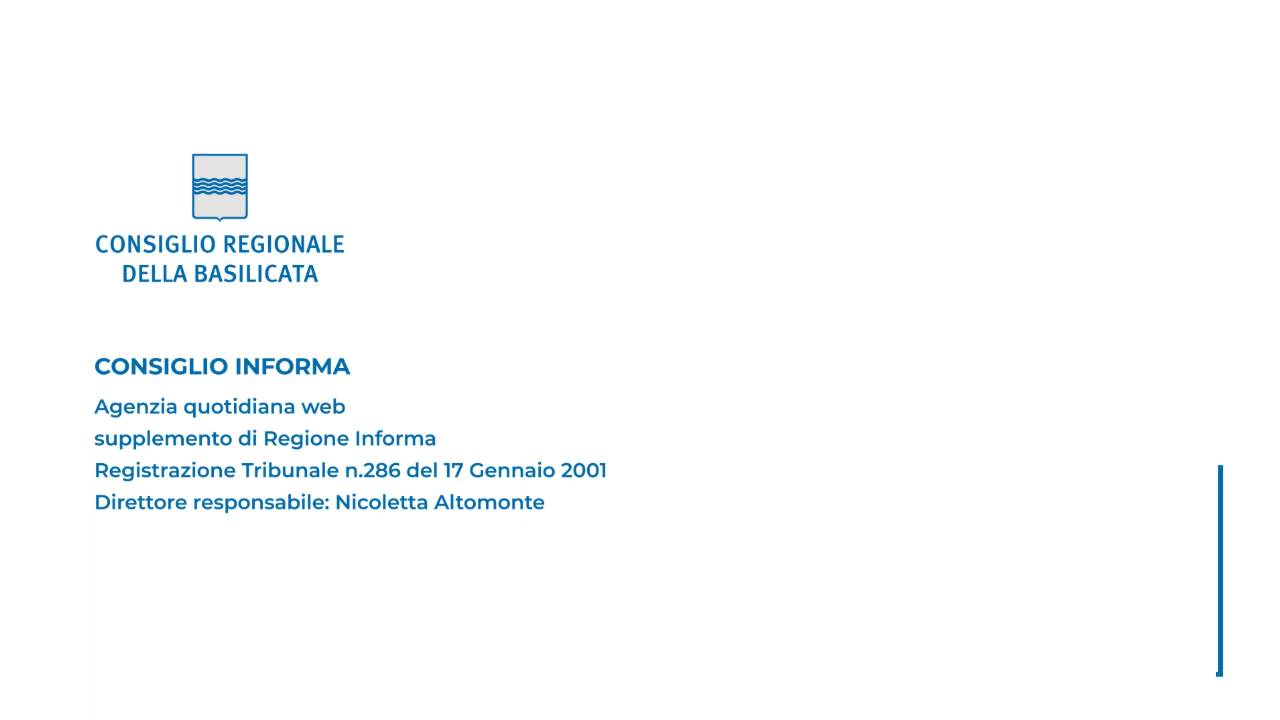 CONSIGLIO REGIONALE
DELLA BASILICATA
CONSIGLIO INFORMA
Agenzia quotidiana web
supplemento di Regione Informa
Registrazione Tribunale n.286 del 17 Gennaio 2001
Direttore responsabile: Nicoletta Altomonte